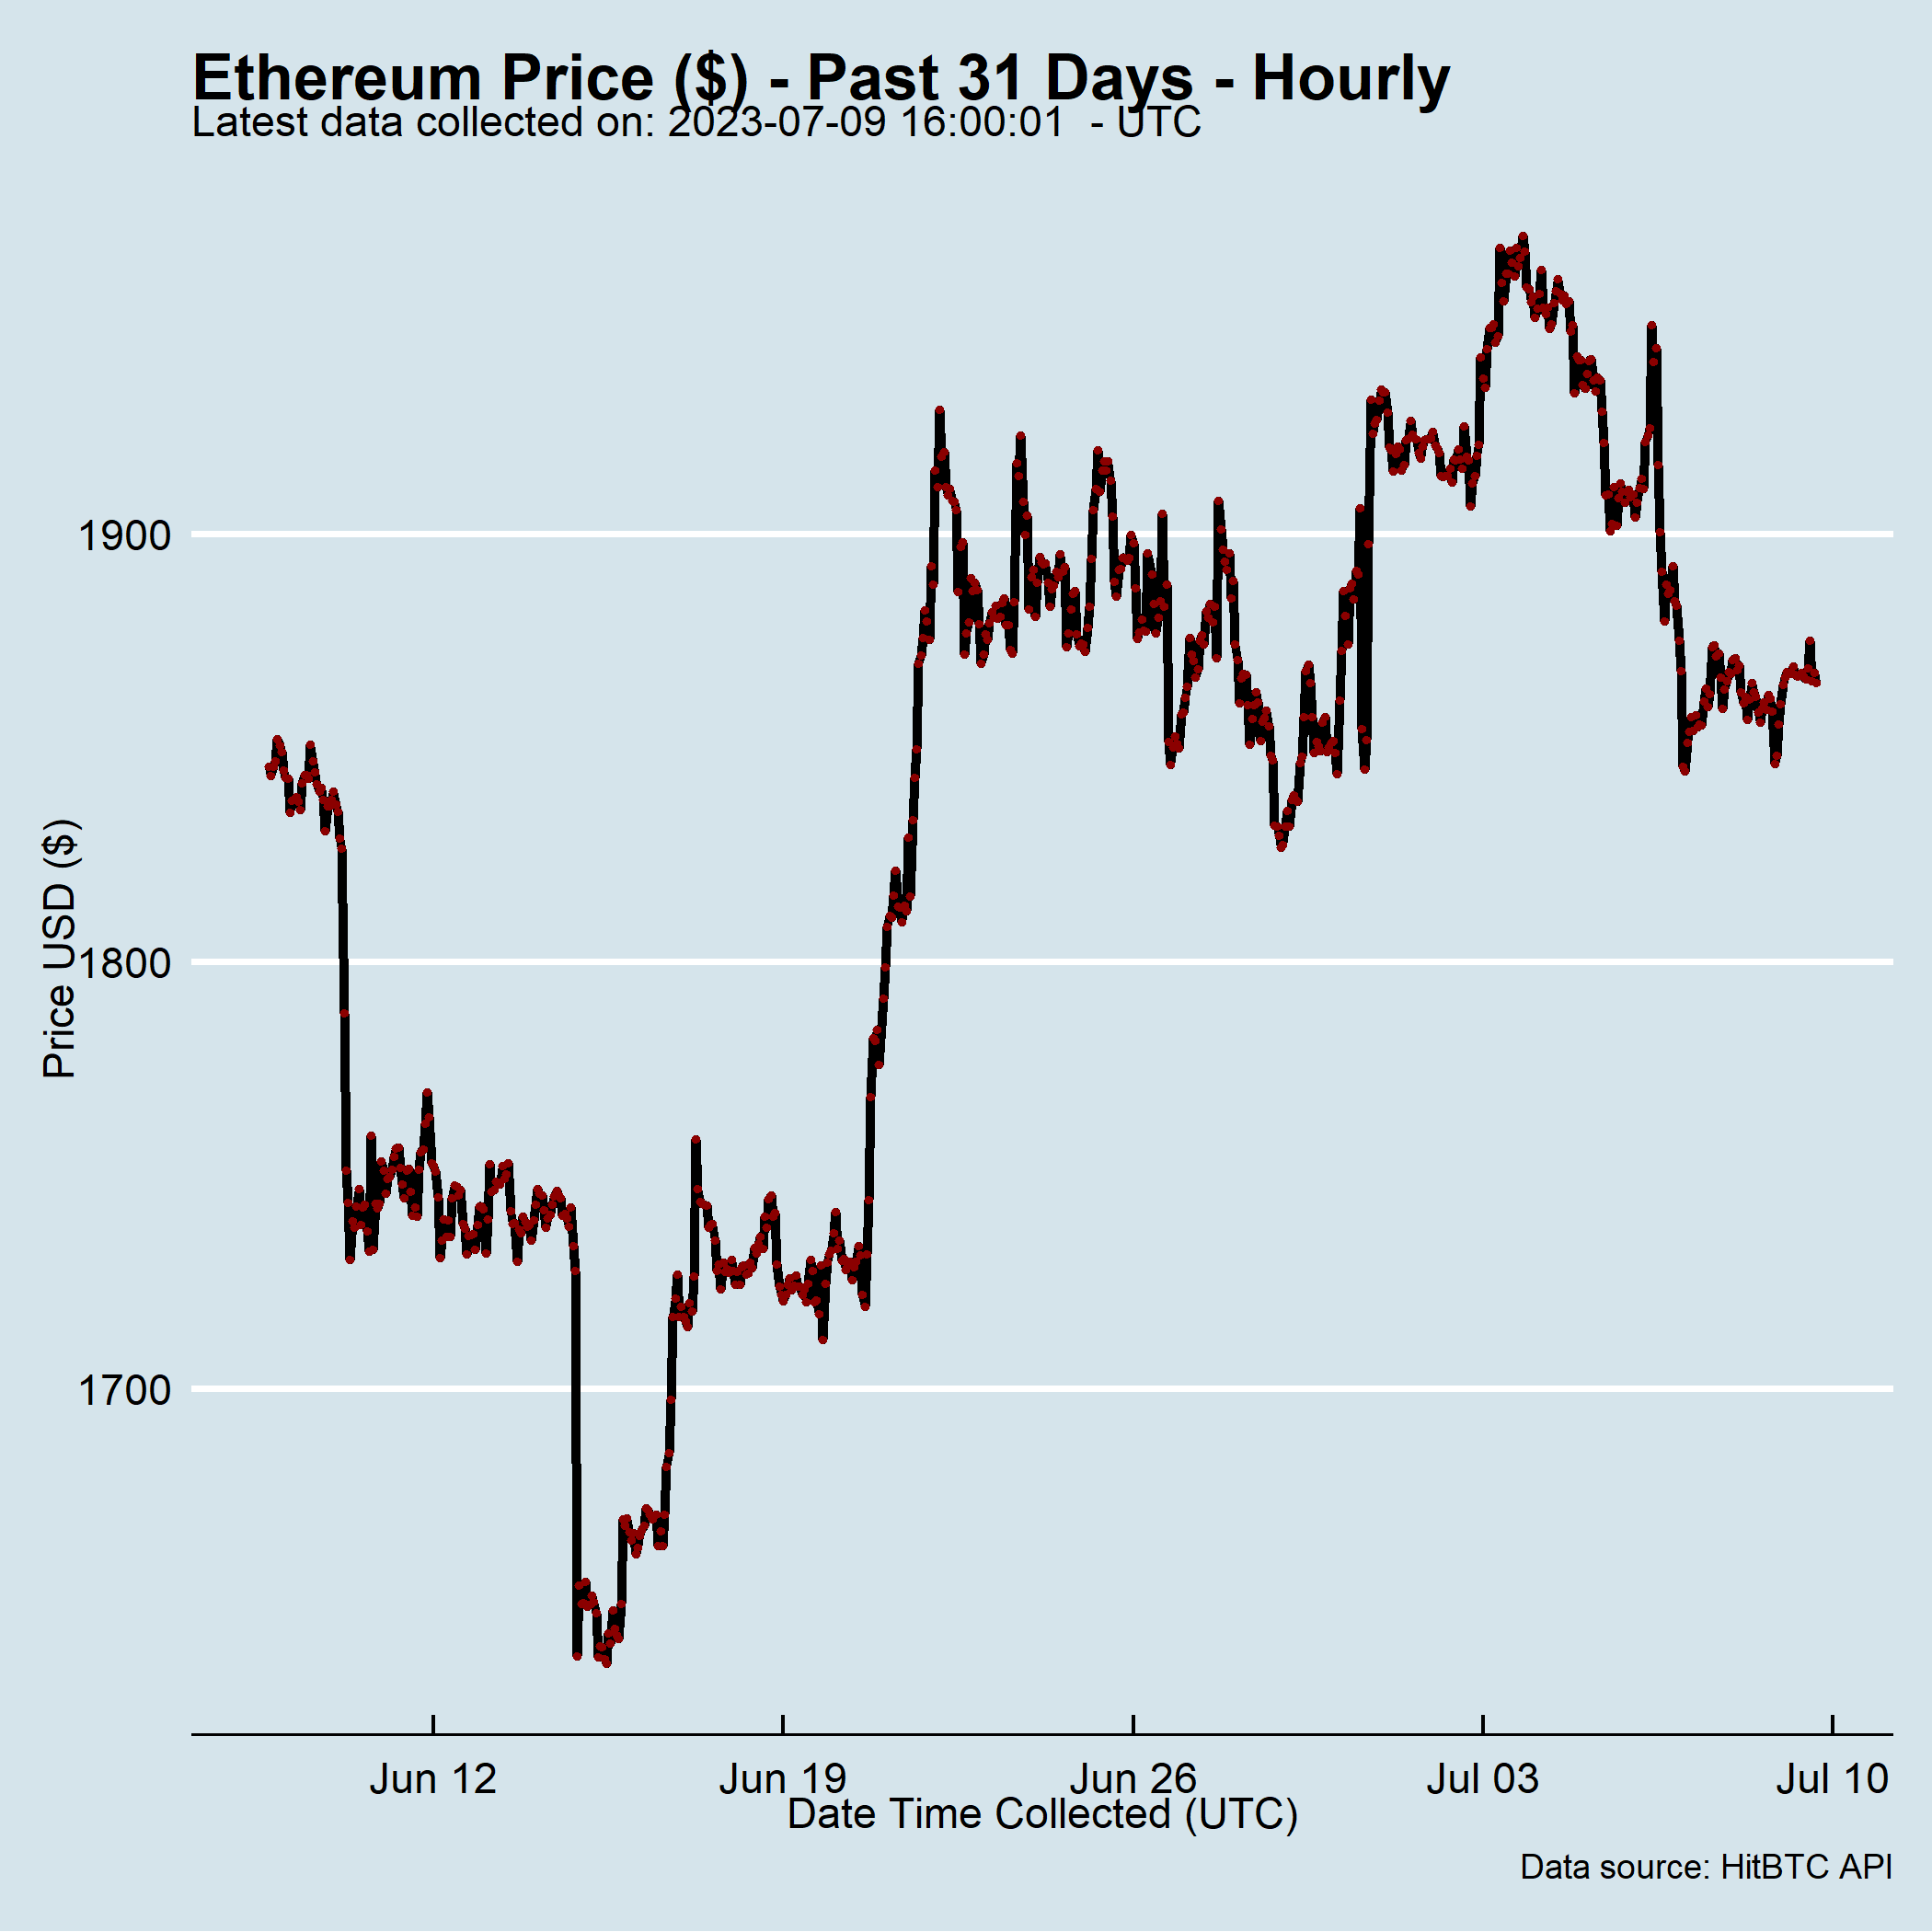 Ethereum Price ($) - Past 31 Days - Hourly
Latest data collected on: 2023-07-09 16:00:01  - UTC
Price USD ($)
1900
1800
1700
Jun 12
Jun 19
Jun 26
Jul 03
Jul 10
Date Time Collected (UTC)
Data source: HitBTC API